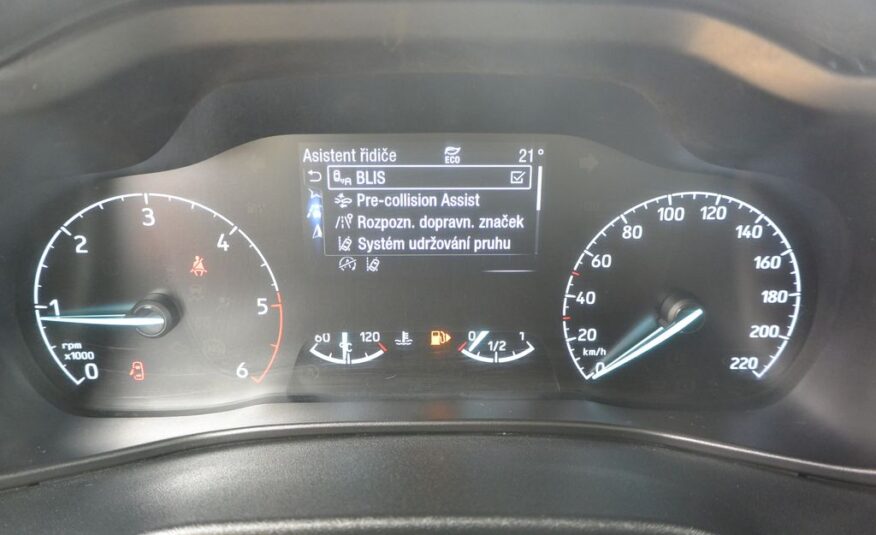 Asistent řidiče ECO 21°
BLIS
Pre-collision Assist
Rozpozn. dopravn. značek
Systém udržování pruhu
0 1 2 3 4 5 6
rpm
x1000
60 120
°C
0 1/2 1
0 20 40 60 80 100 120 140 160 180 200 220
km/h